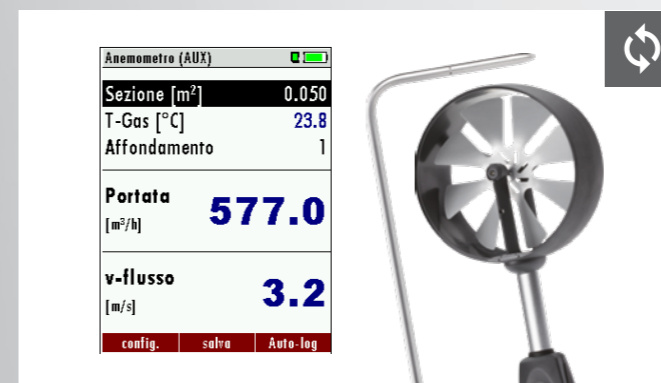 Anemometro (AUX)
Sezione [m²] 0.050
T-Gas [°C] 23.8
Affondamento 1
Portata
[m³/h] 577.0
v-flusso
[m/s] 3.2
config. salva Auto-log